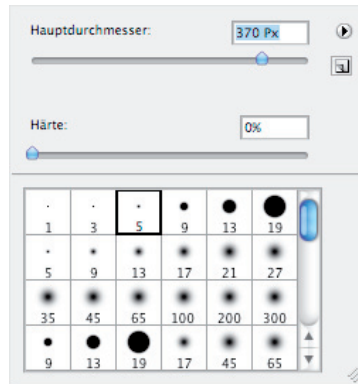 Hauptdurchmesser: 370 Px
Härte: 0%
1 3 5 9 13 19
5 9 13 17 21 27
35 45 65 100 200 300
9 13 19 17 45 65